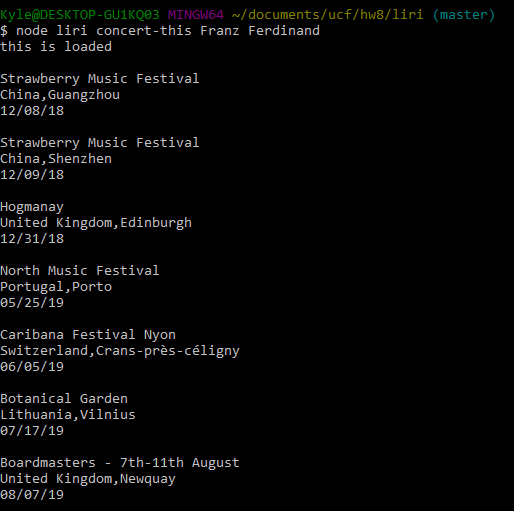 Kyle@DESKTOP-GU1KQ03 MINGW64 ~/documents/ucf/hw8/liri (master)
$ node liri concert-this Franz Ferdinand
this is loaded
Strawberry Music Festival
China,Guangzhou
12/08/18
Strawberry Music Festival
China,Shenzhen
12/09/18
Hogmanay
United Kingdom,Edinburgh
12/31/18
North Music Festival
Portugal,Porto
05/25/19
Caribana Festival Nyon
Switzerland,Crans-près-céligny
06/05/19
Botanical Garden
Lithuania,Vilnius
07/17/19
Boardmasters - 7th-11th August
United Kingdom,Newquay
08/07/19